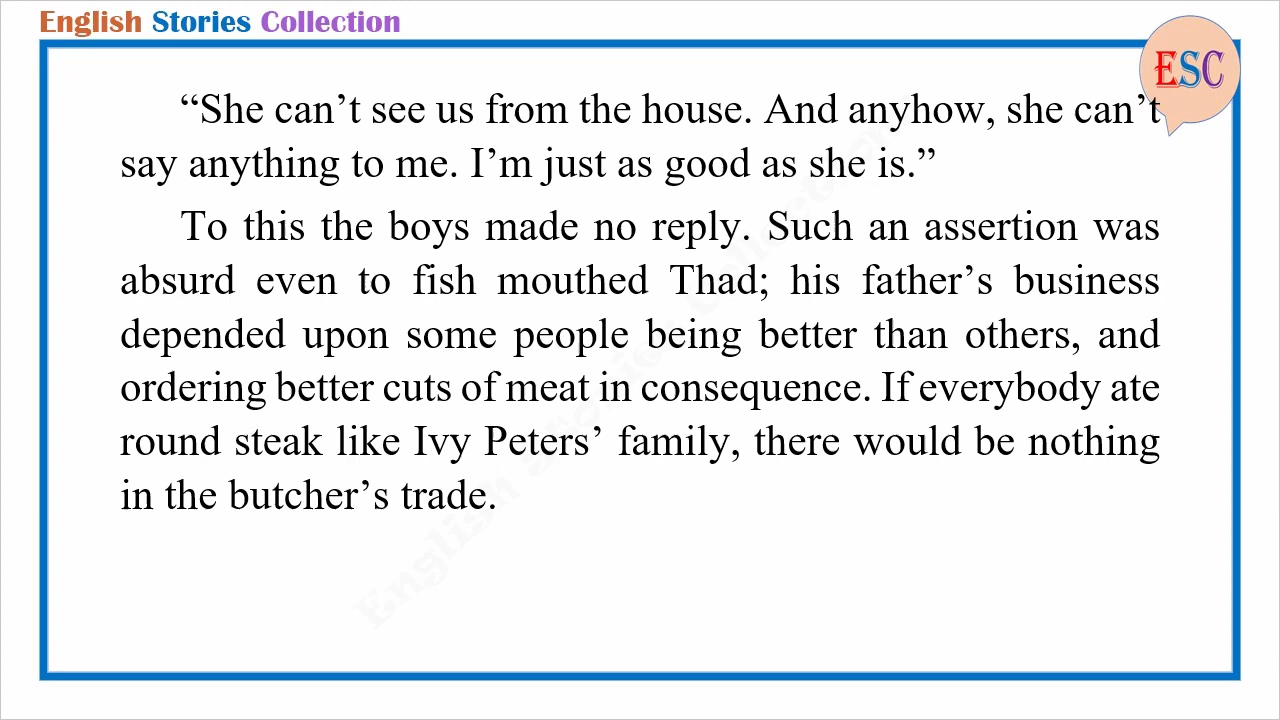 English Stories Collection
ESC
“She can’t see us from the house. And anyhow, she can’t
say anything to me. I’m just as good as she is.”
To this the boys made no reply. Such an assertion was
absurd even to fish mouthed Thad; his father’s business
depended upon some people being better than others, and
ordering better cuts of meat in consequence. If everybody ate
round steak like Ivy Peters’ family, there would be nothing
in the butcher’s trade.
English Stories Collection